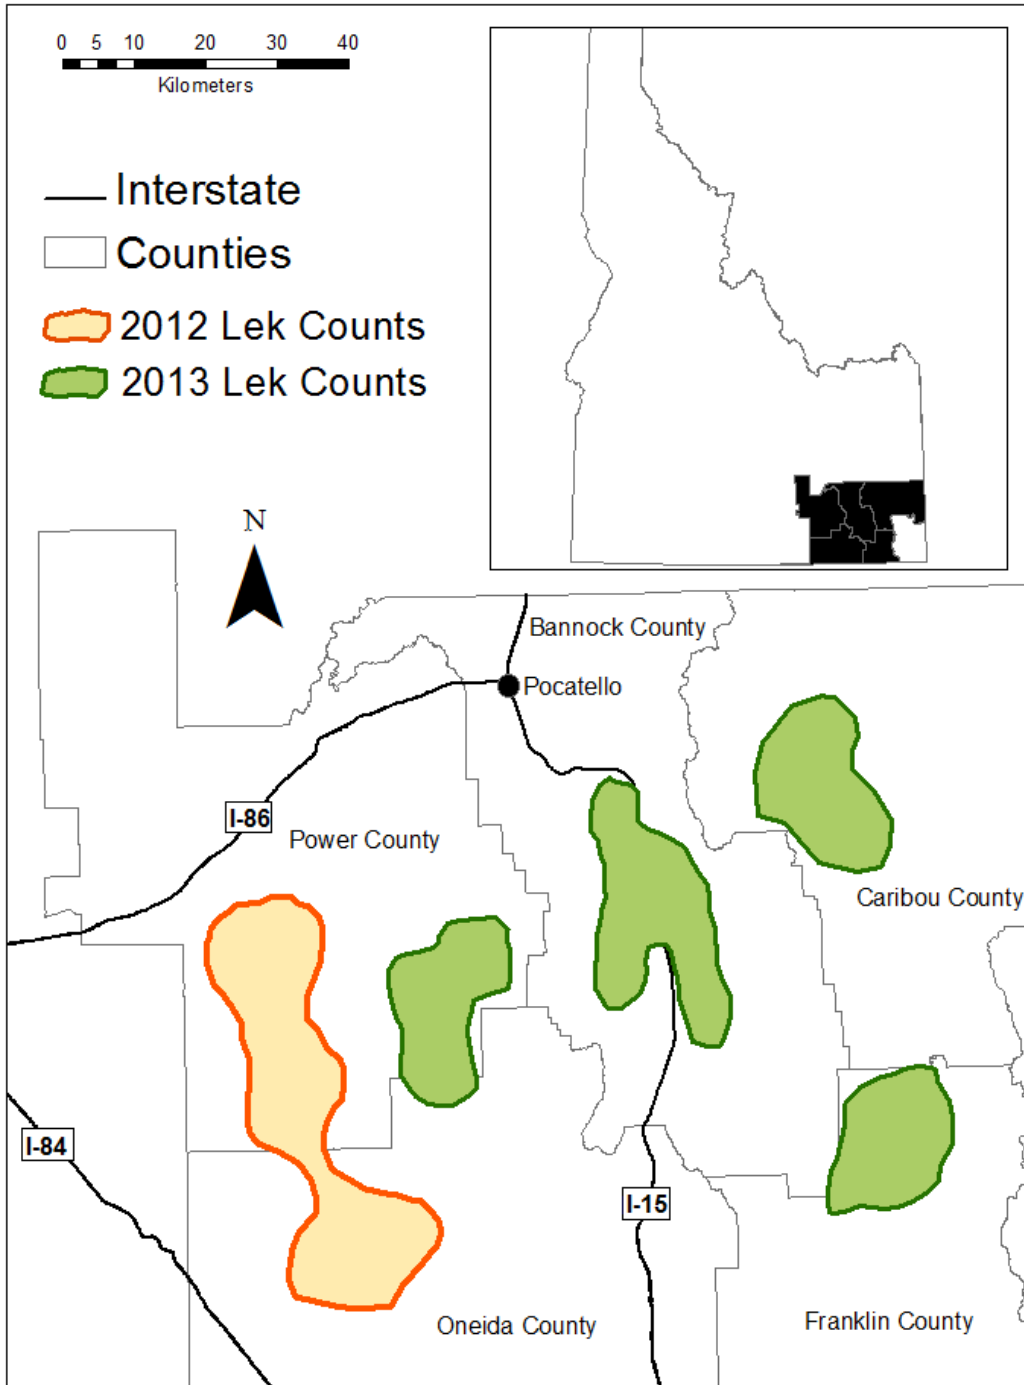 0 5 10 20 30 40
Kilometers
Interstate
Counties
2012 Lek Counts
2013 Lek Counts
N
Bannock County
Pocatello
I-86
Power County
Caribou County
I-84
I-15
Oneida County
Franklin County